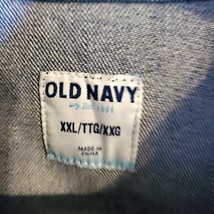 OLD NAVY
XXL/TTG/XXG
MADE IN
CHINA